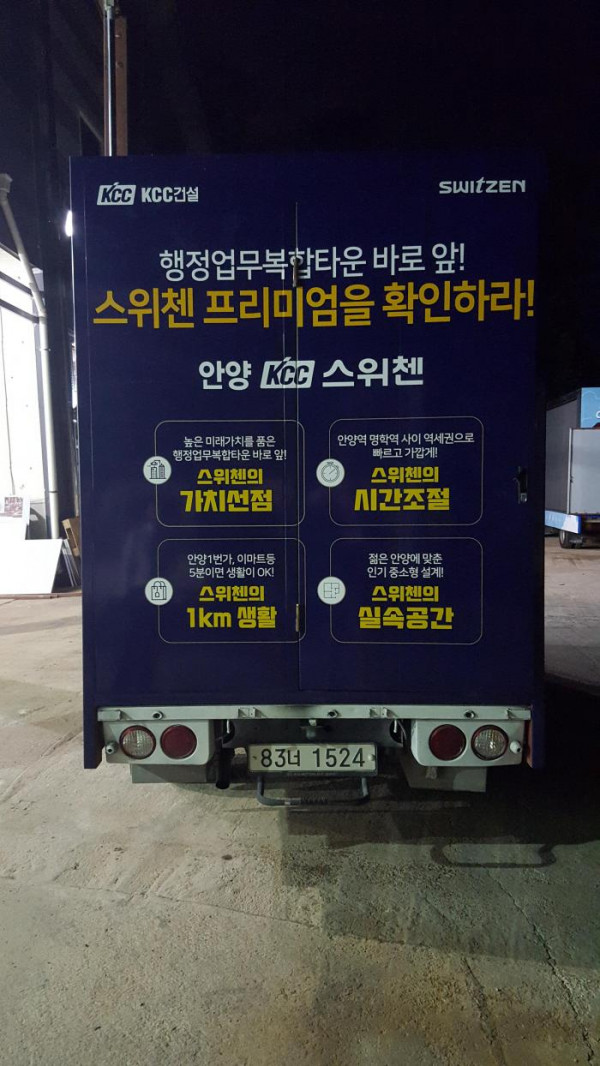 KCC KCC건설
SWItZEN
행정업무복합타운 바로 앞!
스위첸 프리미엄을 확인하라!
안양 KCC 스위첸
높은 미래가치를 품은
행정업무복합타운 바로 앞!
스위첸의
가치선점
안양역 명학역 사이 역세권으로
빠르고 가깝게!
스위첸의
시간조절
안양1번가, 이마트등
5분이면 생활이 OK!
스위첸의
1km 생활
젊은 안양에 맞춘
인기 중소형 설계!
스위첸의
실속공간
83너 1524